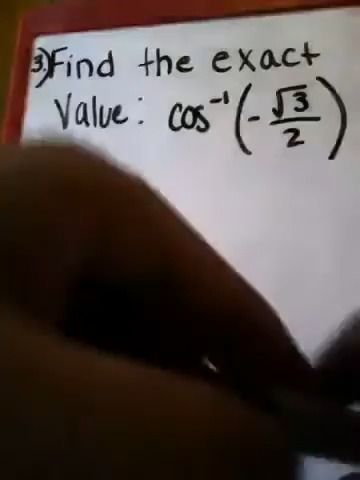 3) Find the exact
Value: cos⁻¹(-√3/2)